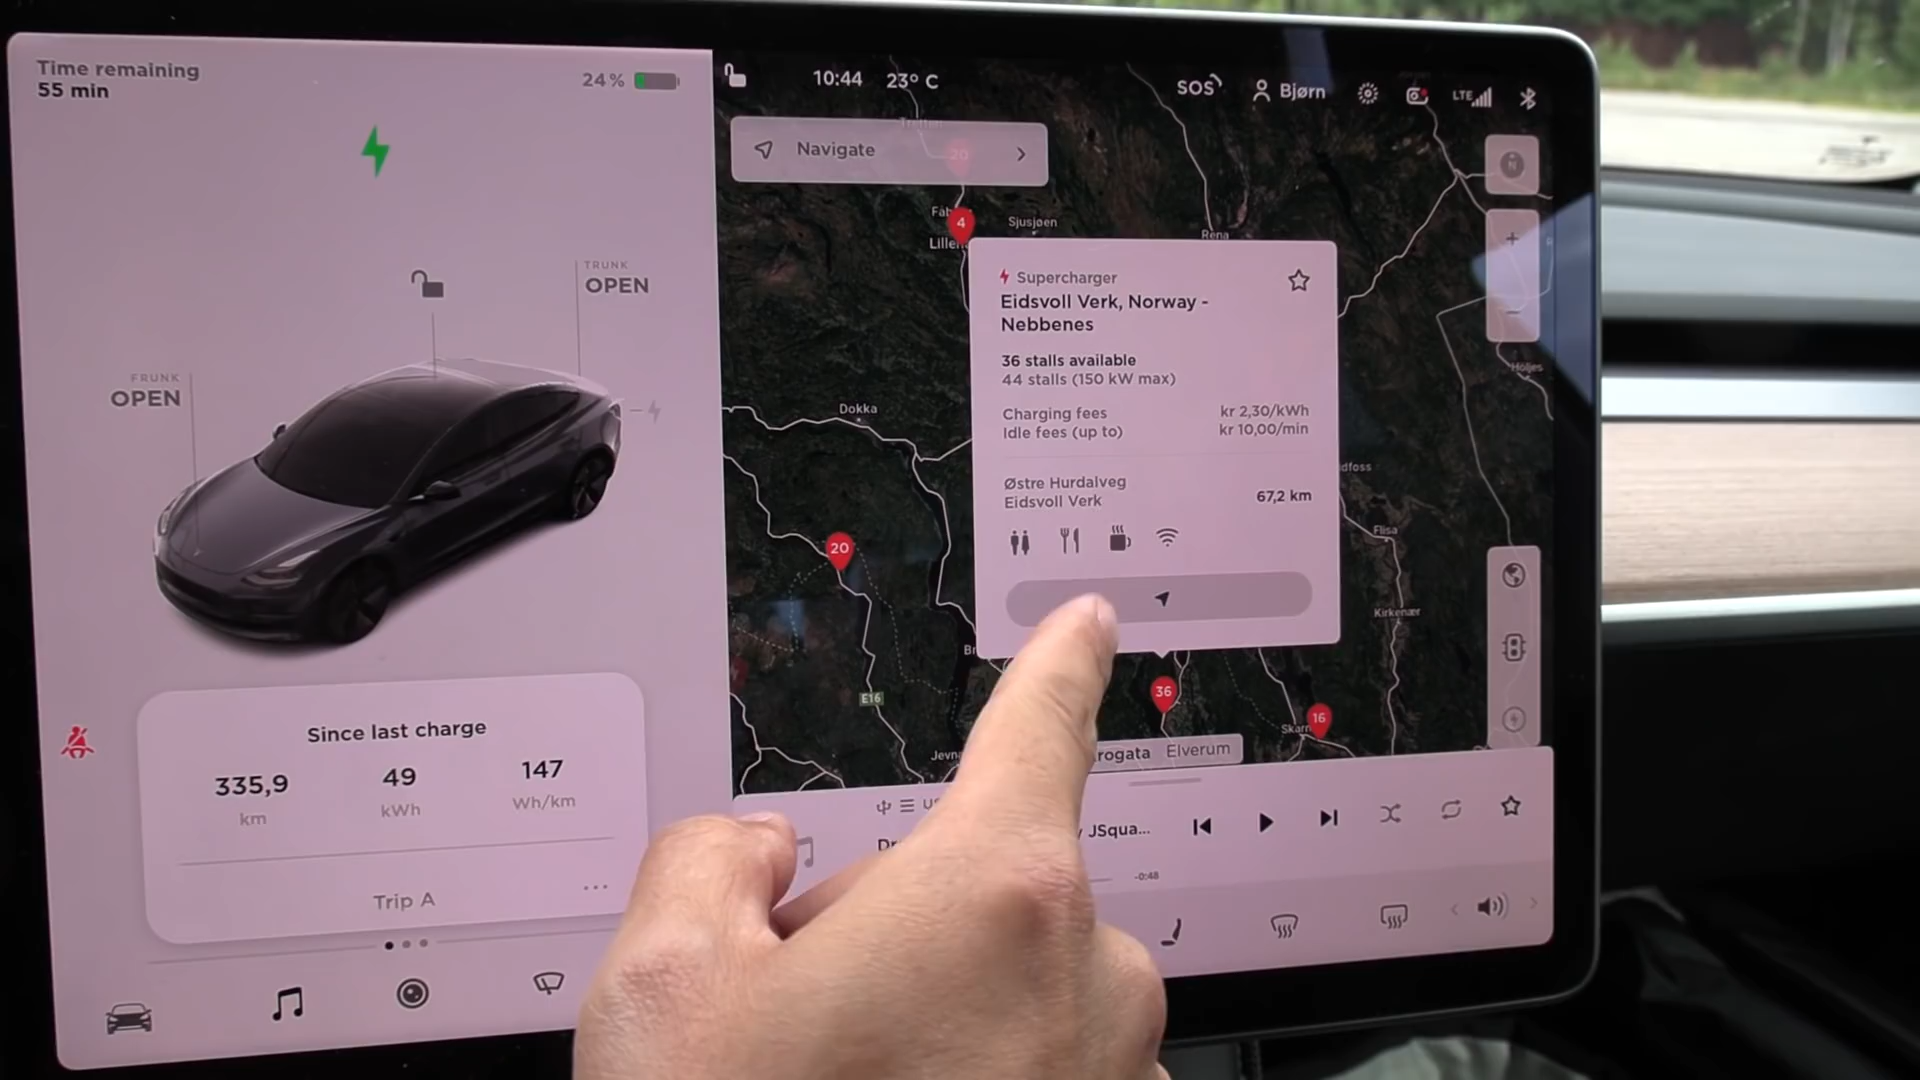 Time remaining
55 min
24 %
TRUNK
OPEN
FRUNK
OPEN
Since last charge
335,9
km
49
kWh
147
Wh/km
Trip A
10:44
23° C
SOS
Bjørn
LTE
Navigate
20
4
Sjusjøen
Rena
Dokka
20
E16
Supercharger
Eidsvoll Verk, Norway -
Nebbenes
36 stalls available
44 stalls (150 kW max)
Charging fees
kr 2,30/kWh
Idle fees (up to)
kr 10,00/min
Østre Hurdalveg
Eidsvoll Verk
67,2 km
N
Höljes
Flisa
Kirkenær
36
16
Elverum
JSqua...
-0:48